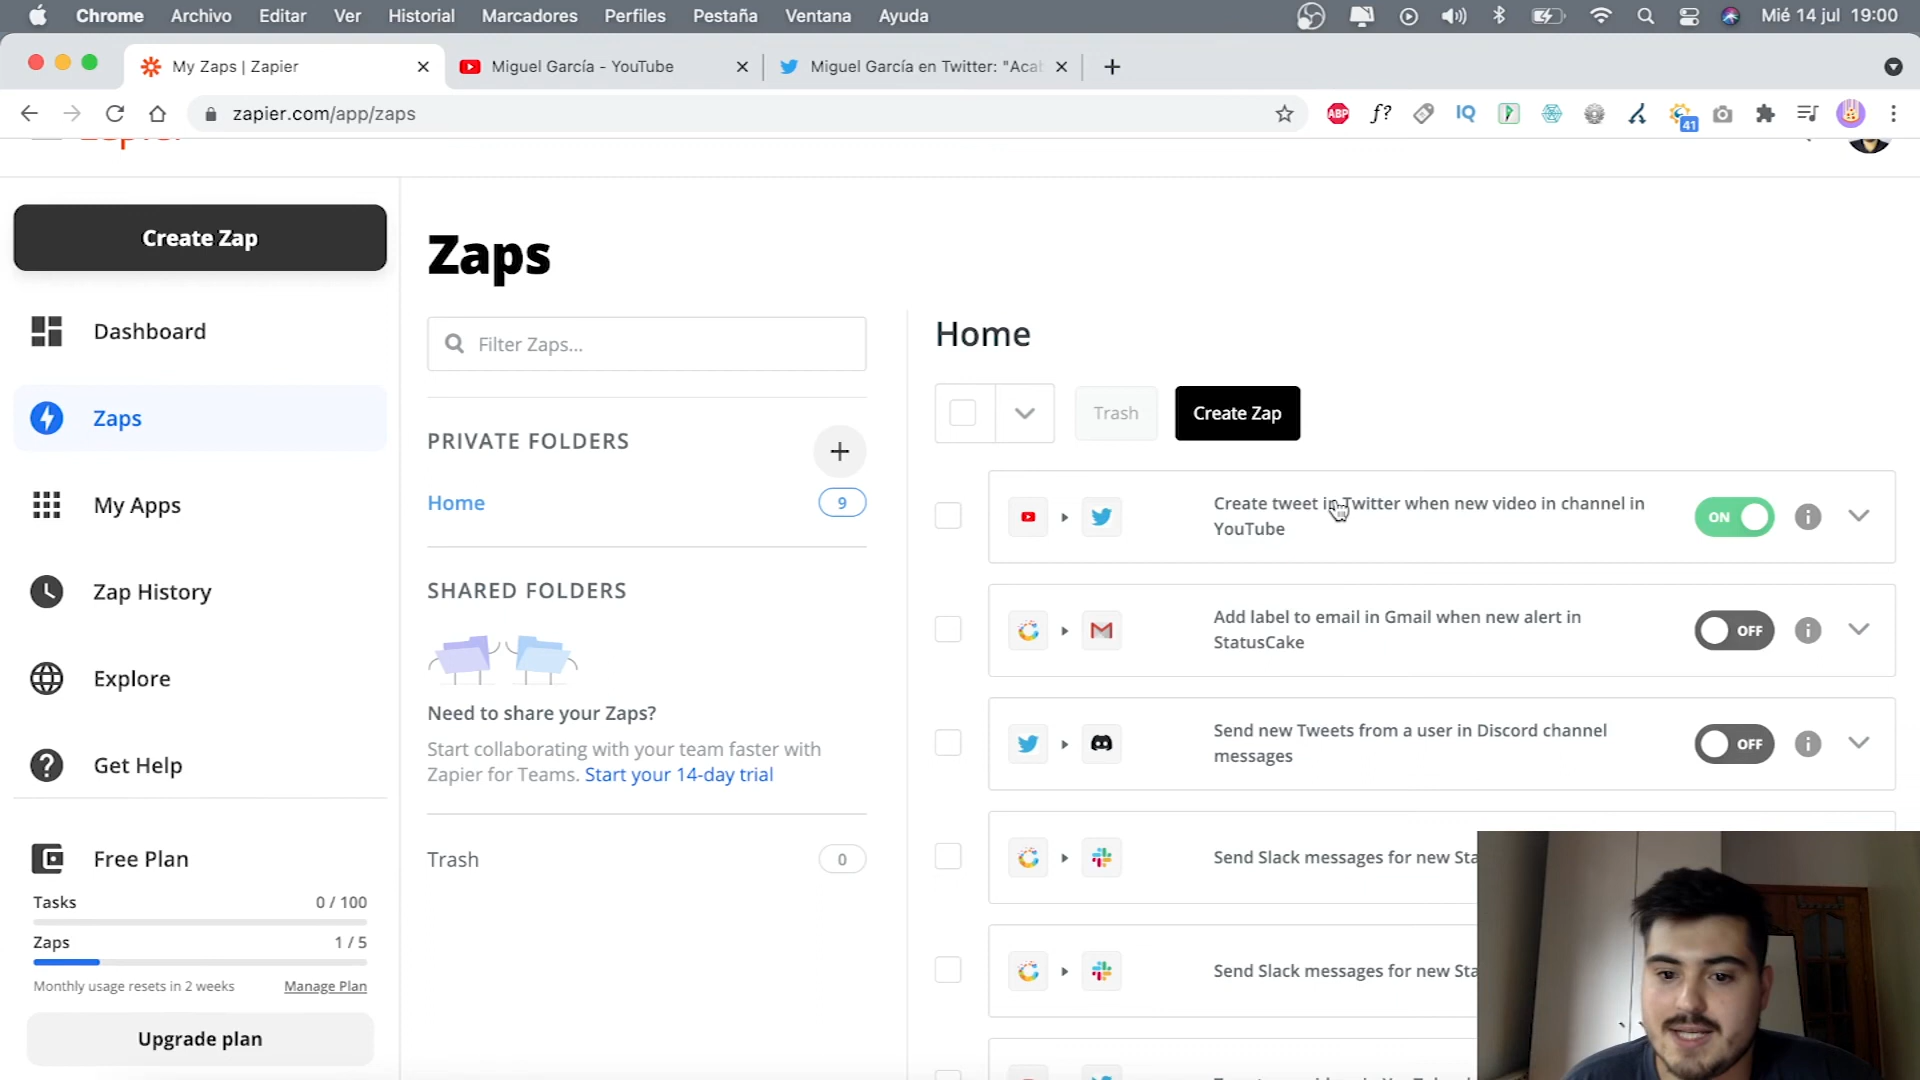 Chrome Archivo Editar Ver Historial Marcadores Perfiles Pestaña Ventana Ayuda Mié 14 jul 19:00
My Zaps | Zapier
Miguel García - YouTube
Miguel García en Twitter: "Acab
zapier.com/app/zaps
ABP
f?
IQ
41
Create Zap
Dashboard
Zaps
My Apps
Zap History
Explore
Get Help
Free Plan
Tasks 0 / 100
Zaps 1 / 5
Monthly usage resets in 2 weeks Manage Plan
Upgrade plan
Zaps
Filter Zaps...
PRIVATE FOLDERS
Home 9
SHARED FOLDERS
Need to share your Zaps?
Start collaborating with your team faster with
Zapier for Teams. Start your 14-day trial
Trash 0
Home
Trash
Create Zap
Create tweet in Twitter when new video in channel in
YouTube
ON
Add label to email in Gmail when new alert in
StatusCake
OFF
Send new Tweets from a user in Discord channel
messages
OFF
Send Slack messages for new Sta
Send Slack messages for new Sta